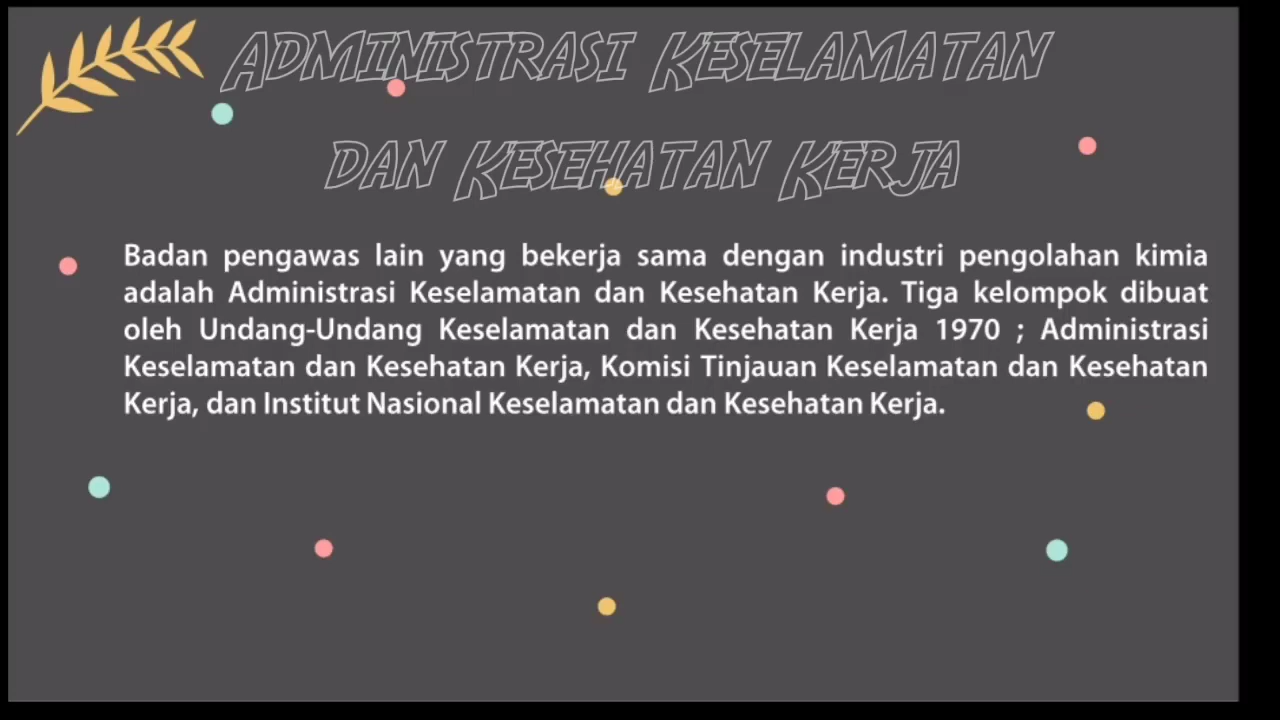 Administrasi Keselamatan
dan Kesehatan Kerja
Badan pengawas lain yang bekerja sama dengan industri pengolahan kimia
adalah Administrasi Keselamatan dan Kesehatan Kerja. Tiga kelompok dibuat
oleh Undang-Undang Keselamatan dan Kesehatan Kerja 1970 ; Administrasi
Keselamatan dan Kesehatan Kerja, Komisi Tinjauan Keselamatan dan Kesehatan
Kerja, dan Institut Nasional Keselamatan dan Kesehatan Kerja.